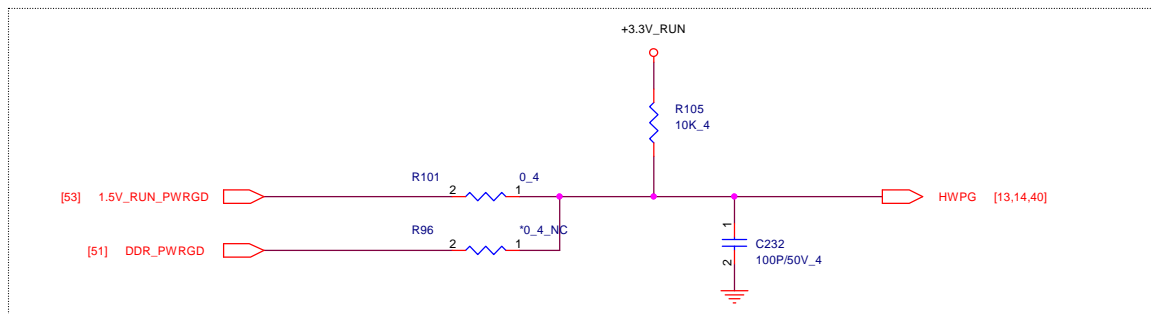 +3.3V_RUN
R105
10K_4
R101
0_4
[53] 1.5V_RUN_PWRGD
2
1
HWPG [13,14,40]
R96
*0_4_NC
[51] DDR_PWRGD
2
1
1
C232
2
100P/50V_4